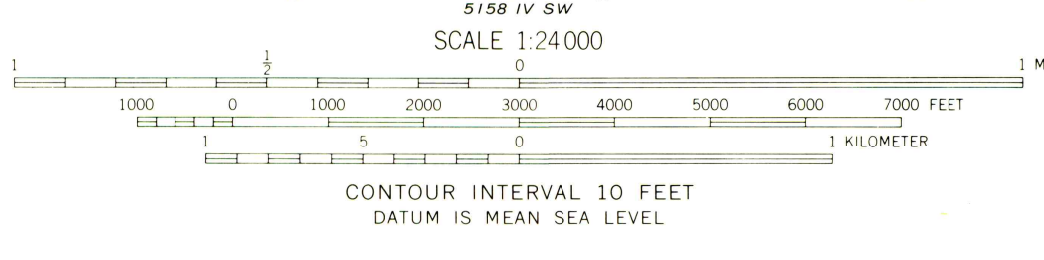 5158 IV SW
SCALE 1:24000
1 1/2 0 1 M
1000 0 1000 2000 3000 4000 5000 6000 7000 FEET
1 5 0 1 KILOMETER
CONTOUR INTERVAL 10 FEET
DATUM IS MEAN SEA LEVEL